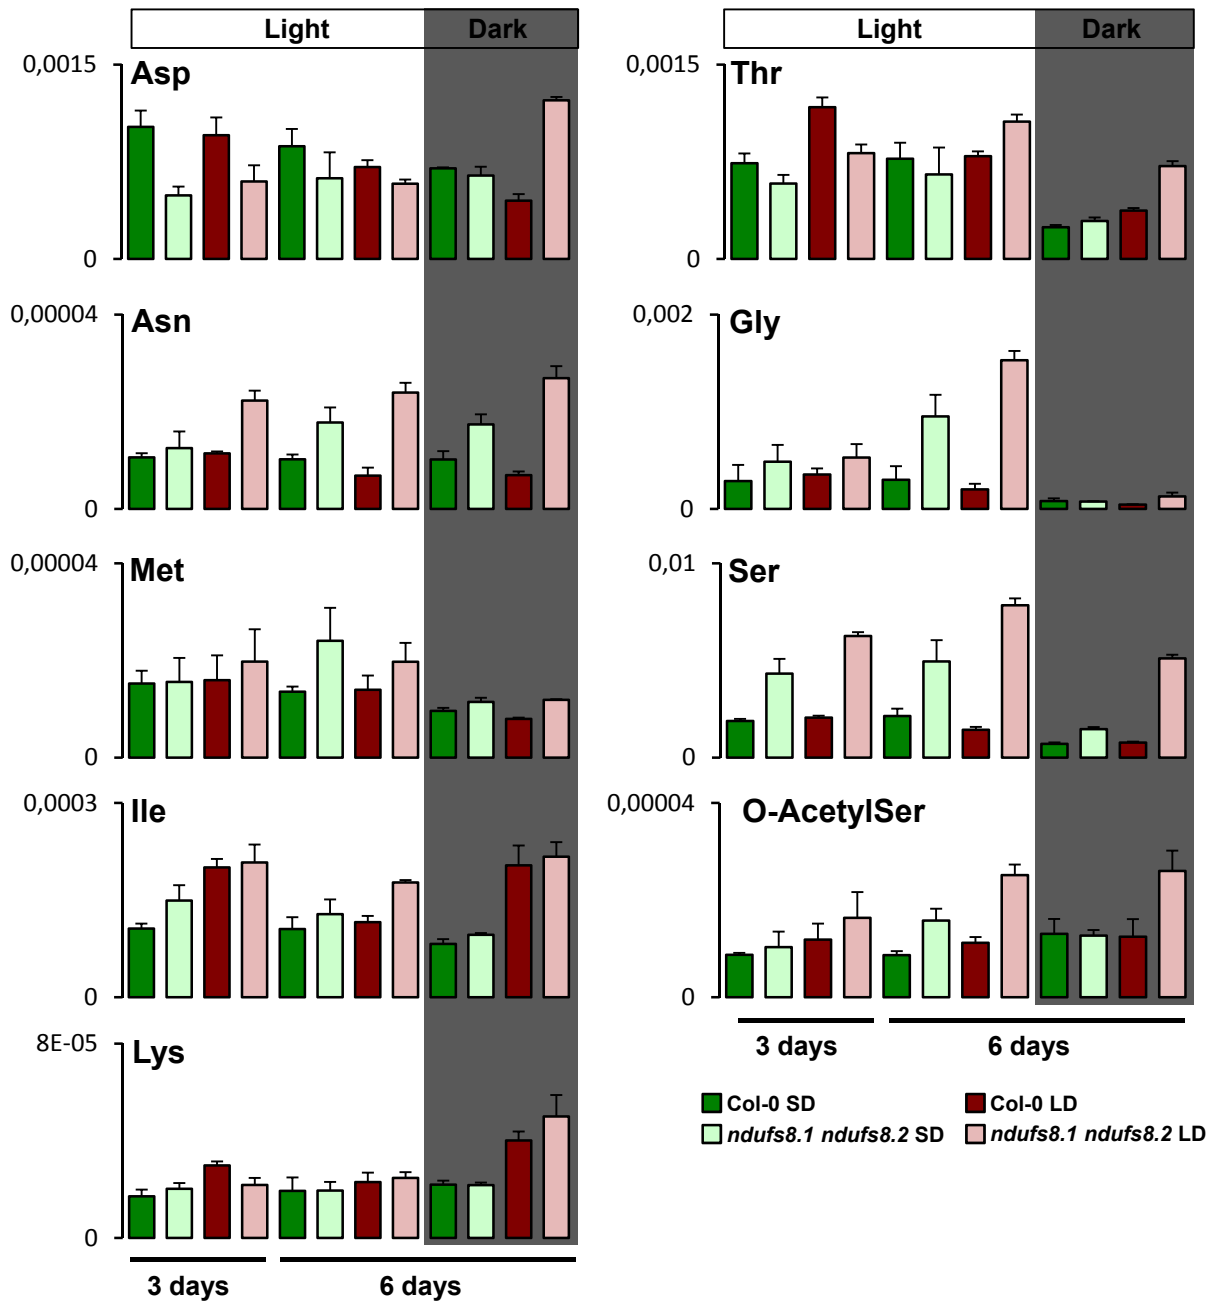 Light Dark
0,0015 Asp
0
0,00004 Asn
0
0,00004 Met
0
0,0003 Ile
0
8E-05 Lys
0
3 days 6 days
Light Dark
0,0015 Thr
0
0,002 Gly
0
0,01 Ser
0
0,00004 O-AcetylSer
0
3 days 6 days
Col-0 SD Col-0 LD
ndufs8.1 ndufs8.2 SD ndufs8.1 ndufs8.2 LD